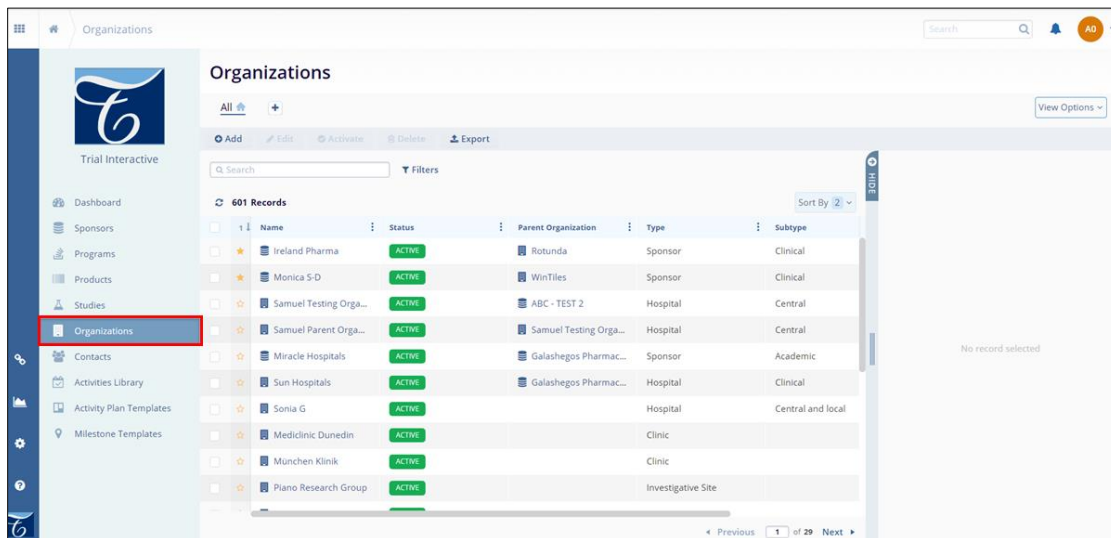 Organizations
Search
A0
Trial Interactive
Dashboard
Sponsors
Programs
Products
Studies
Organizations
Contacts
Activities Library
Activity Plan Templates
Milestone Templates
Organizations
All
View Options
Add Edit Activate Delete Export
Search Filters
HIDE
601 Records Sort By 2
1 Name Status Parent Organization Type Subtype
Ireland Pharma ACTIVE Rotunda Sponsor Clinical
Monica S-D ACTIVE WinTiles Sponsor Clinical
Samuel Testing Orga... ACTIVE ABC - TEST 2 Hospital Central
Samuel Parent Orga... ACTIVE Samuel Testing Orga... Hospital Central
Miracle Hospitals ACTIVE Galashegos Pharmac... Sponsor Academic
Sun Hospitals ACTIVE Galashegos Pharmac... Hospital Clinical
Sonia G ACTIVE Hospital Central and local
Mediclinic Dunedin ACTIVE Clinic
Munchen Klinik ACTIVE Clinic
Piano Research Group ACTIVE Investigative Site
No record selected
Previous 1 of 29 Next